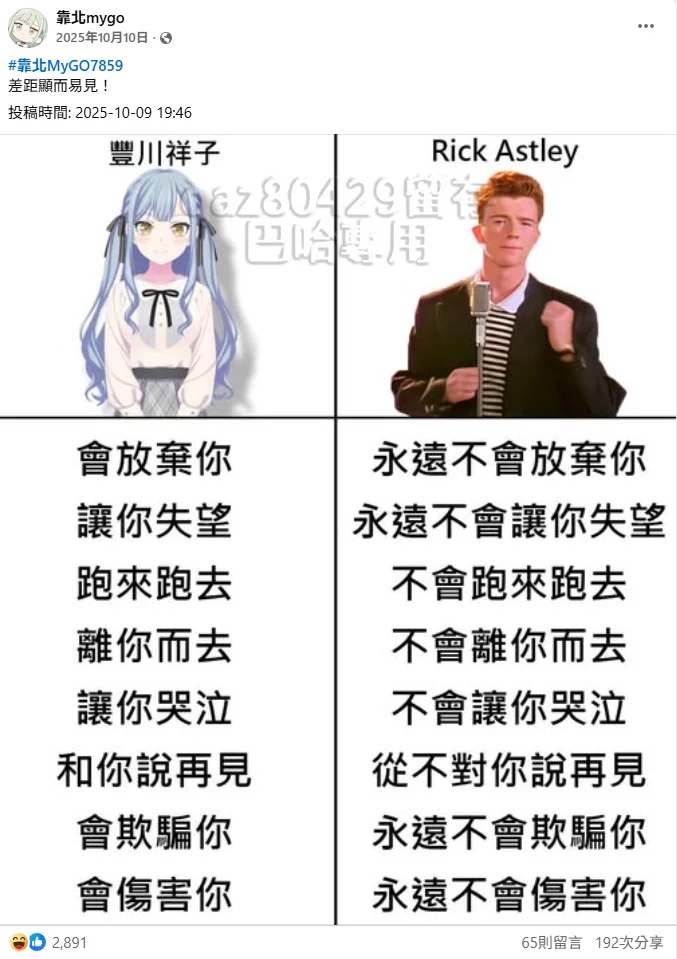 靠北mygo
2025年10月10日 ·
#靠北MyGO7859
差距顯而易見！
投稿時間: 2025-10-09 19:46
豐川祥子
Rick Astley
az80429留存
巴哈專用
會放棄你
永遠不會放棄你
讓你失望
永遠不會讓你失望
跑來跑去
不會跑來跑去
離你而去
不會離你而去
讓你哭泣
不會讓你哭泣
和你說再見
從不對你說再見
會欺騙你
永遠不會欺騙你
會傷害你
永遠不會傷害你
2,891
65則留言 192次分享